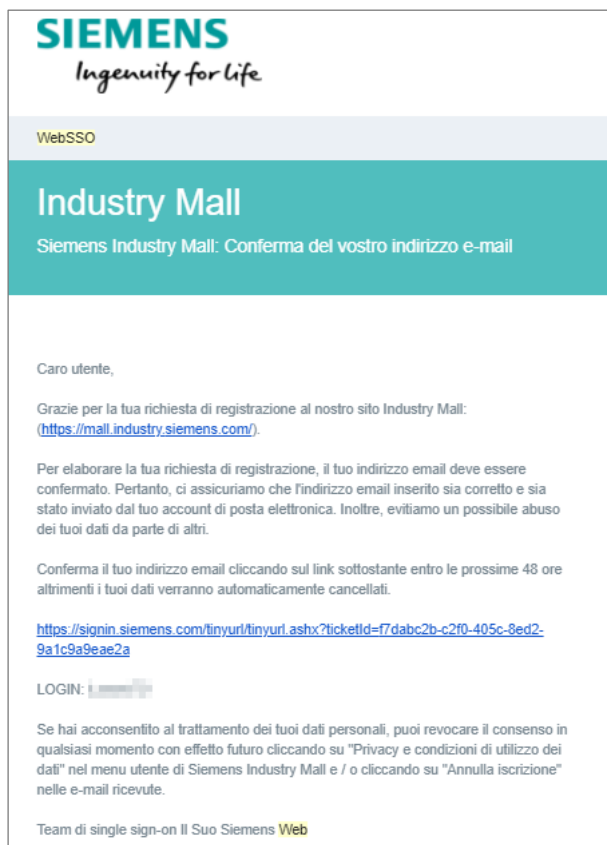 SIEMENS
Ingenuity for life
WebSSO
Industry Mall
Siemens Industry Mall: Conferma del vostro indirizzo e-mail
Caro utente,
Grazie per la tua richiesta di registrazione al nostro sito Industry Mall:
(https://mall.industry.siemens.com/).
Per elaborare la tua richiesta di registrazione, il tuo indirizzo email deve essere
confermato. Pertanto, ci assicuriamo che l'indirizzo email inserito sia corretto e sia
stato inviato dal tuo account di posta elettronica. Inoltre, evitiamo un possibile abuso
dei tuoi dati da parte di altri.
Conferma il tuo indirizzo email cliccando sul link sottostante entro le prossime 48 ore
altrimenti i tuoi dati verranno automaticamente cancellati.
https://signin.siemens.com/tinyurl/tinyurl.ashx?ticketId=f7dabc2b-c2f0-405c-8ed2-
9a1c9a9eae2a
LOGIN:
Se hai acconsentito al trattamento dei tuoi dati personali, puoi revocare il consenso in
qualsiasi momento con effetto futuro cliccando su "Privacy e condizioni di utilizzo dei
dati" nel menu utente di Siemens Industry Mall e / o cliccando su "Annulla iscrizione"
nelle e-mail ricevute.
Team di single sign-on Il Suo Siemens Web